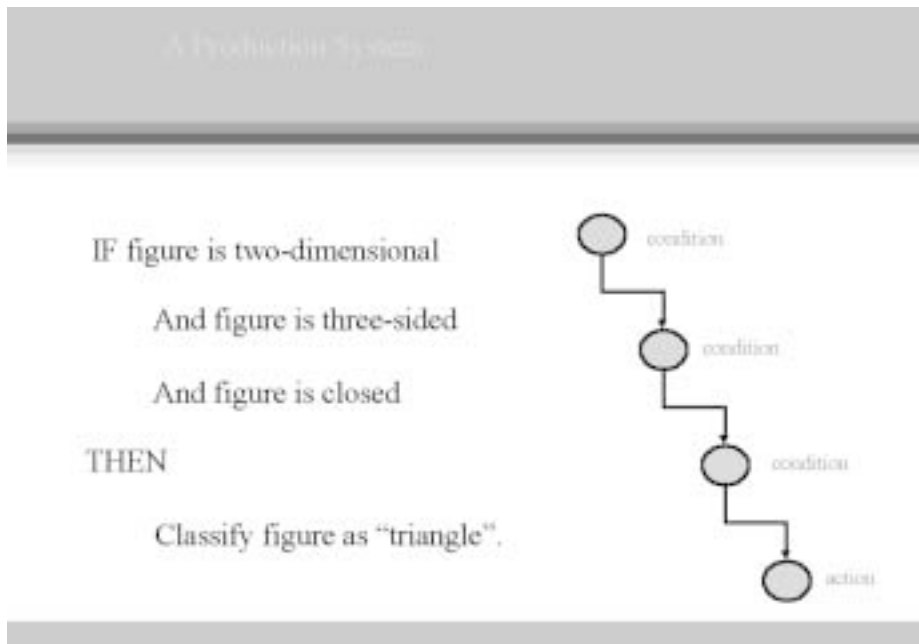 A Production System
IF figure is two-dimensional
condition
And figure is three-sided
condition
And figure is closed
THEN
condition
Classify figure as “triangle”.
action